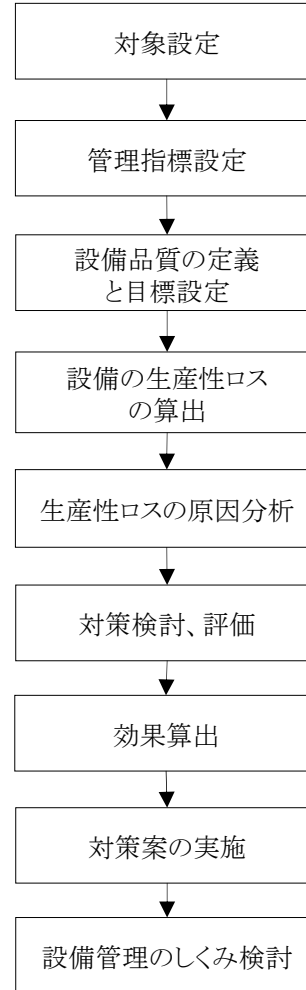 対象設定
管理指標設定
設備品質の定義
と目標設定
設備の生産性ロス
の算出
生産性ロスの原因分析
対策検討、評価
効果算出
対策案の実施
設備管理のしくみ検討